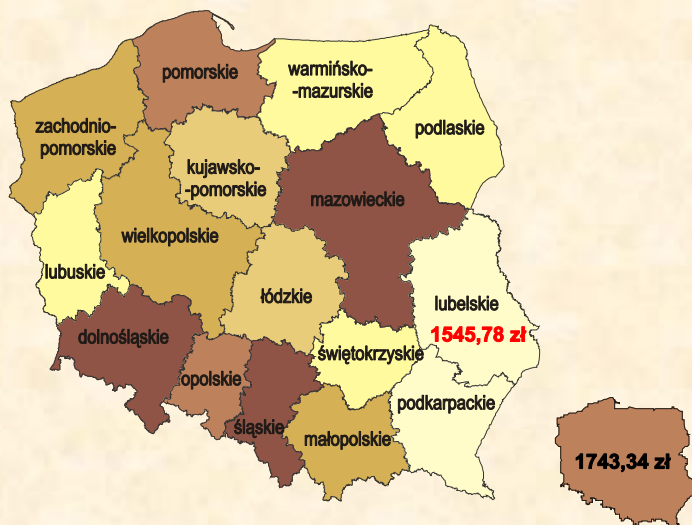 pomorskie
warmińsko-
-mazurskie
zachodnio-
pomorskie
podlaskie
kujawsko-
-pomorskie
mazowieckie
wielkopolskie
lubuskie
łódzkie
lubelskie
1545,78 zł
dolnośląskie
świętokrzyskie
opolskie
podkarpackie
śląskie
małopolskie
1743,34 zł